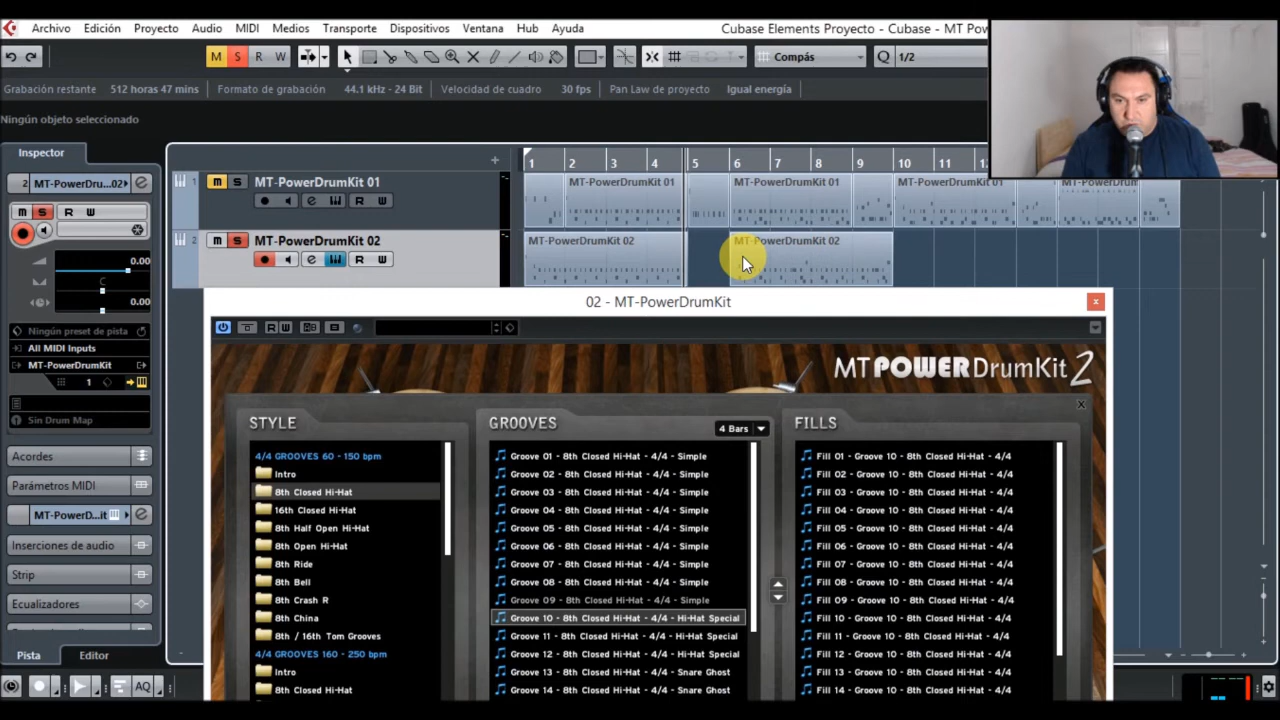 Archivo Edición Proyecto Audio MIDI Medios Transporte Dispositivos Ventana Hub Ayuda Cubase Elements Proyecto - Cubase - MT Pow
M S R W Compás Q 1/2
Grabación restante 512 horas 47 mins Formato de grabación 44.1 kHz - 24 Bit Velocidad de cuadro 30 fps Pan Law de proyecto Igual energía
Ningún objeto seleccionado
Inspector
1 2 3 4 5 6 7 8 9 10 11 12
2 MT-PowerDru...02
1 m S MT-PowerDrumKit 01
R W
MT-PowerDrumKit 01 MT-PowerDrumKit 01 MT-PowerDrumKit 01
m S R W
2 m S MT-PowerDrumKit 02
R W
MT-PowerDrumKit 02 MT-PowerDrumKit 02
0.00
C
0.00
Ningún preset de pista
All MIDI Inputs
MT-PowerDrumKit
1
Sin Drum Map
Acordes
Parámetros MIDI
MT-PowerD...it
Inserciones de audio
Strip
Ecualizadores
Pista Editor
AQ
02 - MT-PowerDrumKit
R W
MT POWER DrumKit 2
x
STYLE
4/4 GROOVES 60 - 150 bpm
Intro
8th Closed Hi-Hat
16th Closed Hi-Hat
8th Half Open Hi-Hat
8th Open Hi-Hat
8th Ride
8th Bell
8th Crash R
8th China
8th / 16th Tom Grooves
4/4 GROOVES 160 - 250 bpm
Intro
8th Closed Hi-Hat
GROOVES
4 Bars
Groove 01 - 8th Closed Hi-Hat - 4/4 - Simple
Groove 02 - 8th Closed Hi-Hat - 4/4 - Simple
Groove 03 - 8th Closed Hi-Hat - 4/4 - Simple
Groove 04 - 8th Closed Hi-Hat - 4/4 - Simple
Groove 05 - 8th Closed Hi-Hat - 4/4 - Simple
Groove 06 - 8th Closed Hi-Hat - 4/4 - Simple
Groove 07 - 8th Closed Hi-Hat - 4/4 - Simple
Groove 08 - 8th Closed Hi-Hat - 4/4 - Simple
Groove 09 - 8th Closed Hi-Hat - 4/4 - Simple
Groove 10 - 8th Closed Hi-Hat - 4/4 - Hi-Hat Special
Groove 11 - 8th Closed Hi-Hat - 4/4 - Hi-Hat Special
Groove 12 - 8th Closed Hi-Hat - 4/4 - Hi-Hat Special
Groove 13 - 8th Closed Hi-Hat - 4/4 - Snare Ghost
Groove 14 - 8th Closed Hi-Hat - 4/4 - Snare Ghost
FILLS
Fill 01 - Groove 10 - 8th Closed Hi-Hat - 4/4
Fill 02 - Groove 10 - 8th Closed Hi-Hat - 4/4
Fill 03 - Groove 10 - 8th Closed Hi-Hat - 4/4
Fill 04 - Groove 10 - 8th Closed Hi-Hat - 4/4
Fill 05 - Groove 10 - 8th Closed Hi-Hat - 4/4
Fill 06 - Groove 10 - 8th Closed Hi-Hat - 4/4
Fill 07 - Groove 10 - 8th Closed Hi-Hat - 4/4
Fill 08 - Groove 10 - 8th Closed Hi-Hat - 4/4
Fill 09 - Groove 10 - 8th Closed Hi-Hat - 4/4
Fill 10 - Groove 10 - 8th Closed Hi-Hat - 4/4
Fill 11 - Groove 10 - 8th Closed Hi-Hat - 4/4
Fill 12 - Groove 10 - 8th Closed Hi-Hat - 4/4
Fill 13 - Groove 10 - 8th Closed Hi-Hat - 4/4
Fill 14 - Groove 10 - 8th Closed Hi-Hat - 4/4